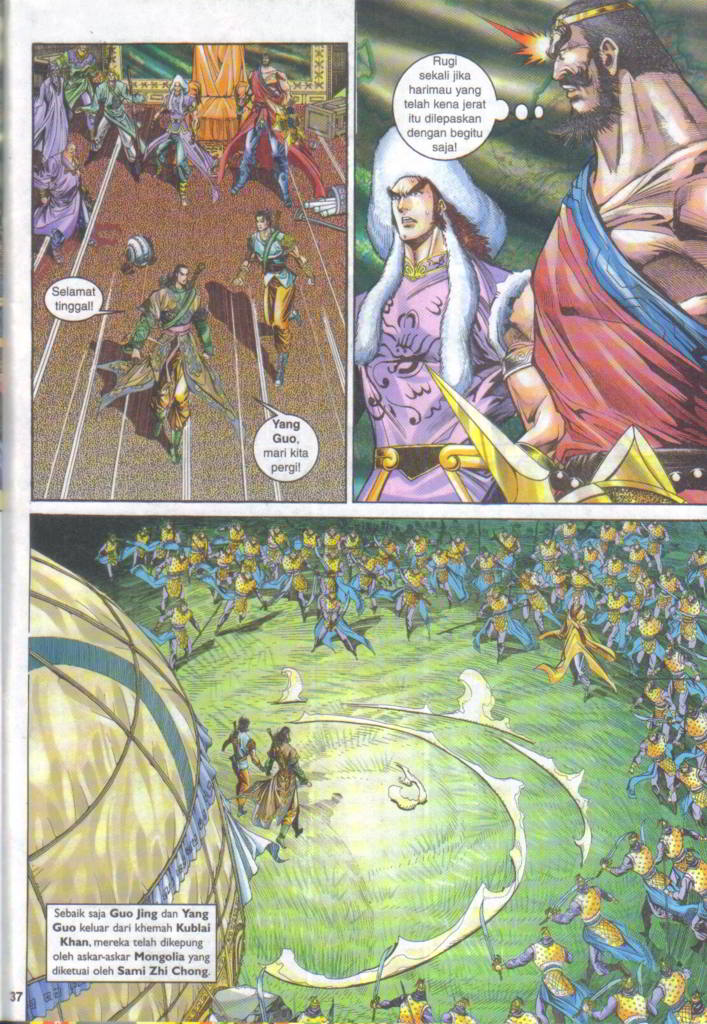 Selamat
tinggal!
Yang
Guo,
mari kita
pergi!
Rugi
sekali jika
harimau yang
telah kena jerat
itu dilepaskan
dengan begitu
saja!
Sebaik saja Guo Jing dan Yang
Guo keluar dari khemah Kublai
Khan, mereka telah dikepung
oleh askar-askar Mongolia yang
diketuai oleh Sami Zhi Chong.
37